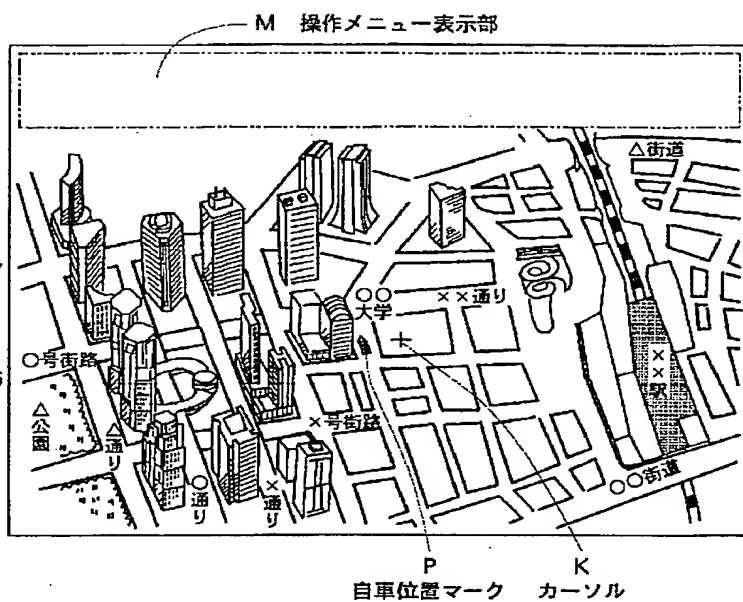 M 操作メニュー表示部
△街道
○○大学
××通り
○号街路
××駅
△公園
△通り
×号街路
○通り
×通り
○○街道
P
自車位置マーク
K
カーソル